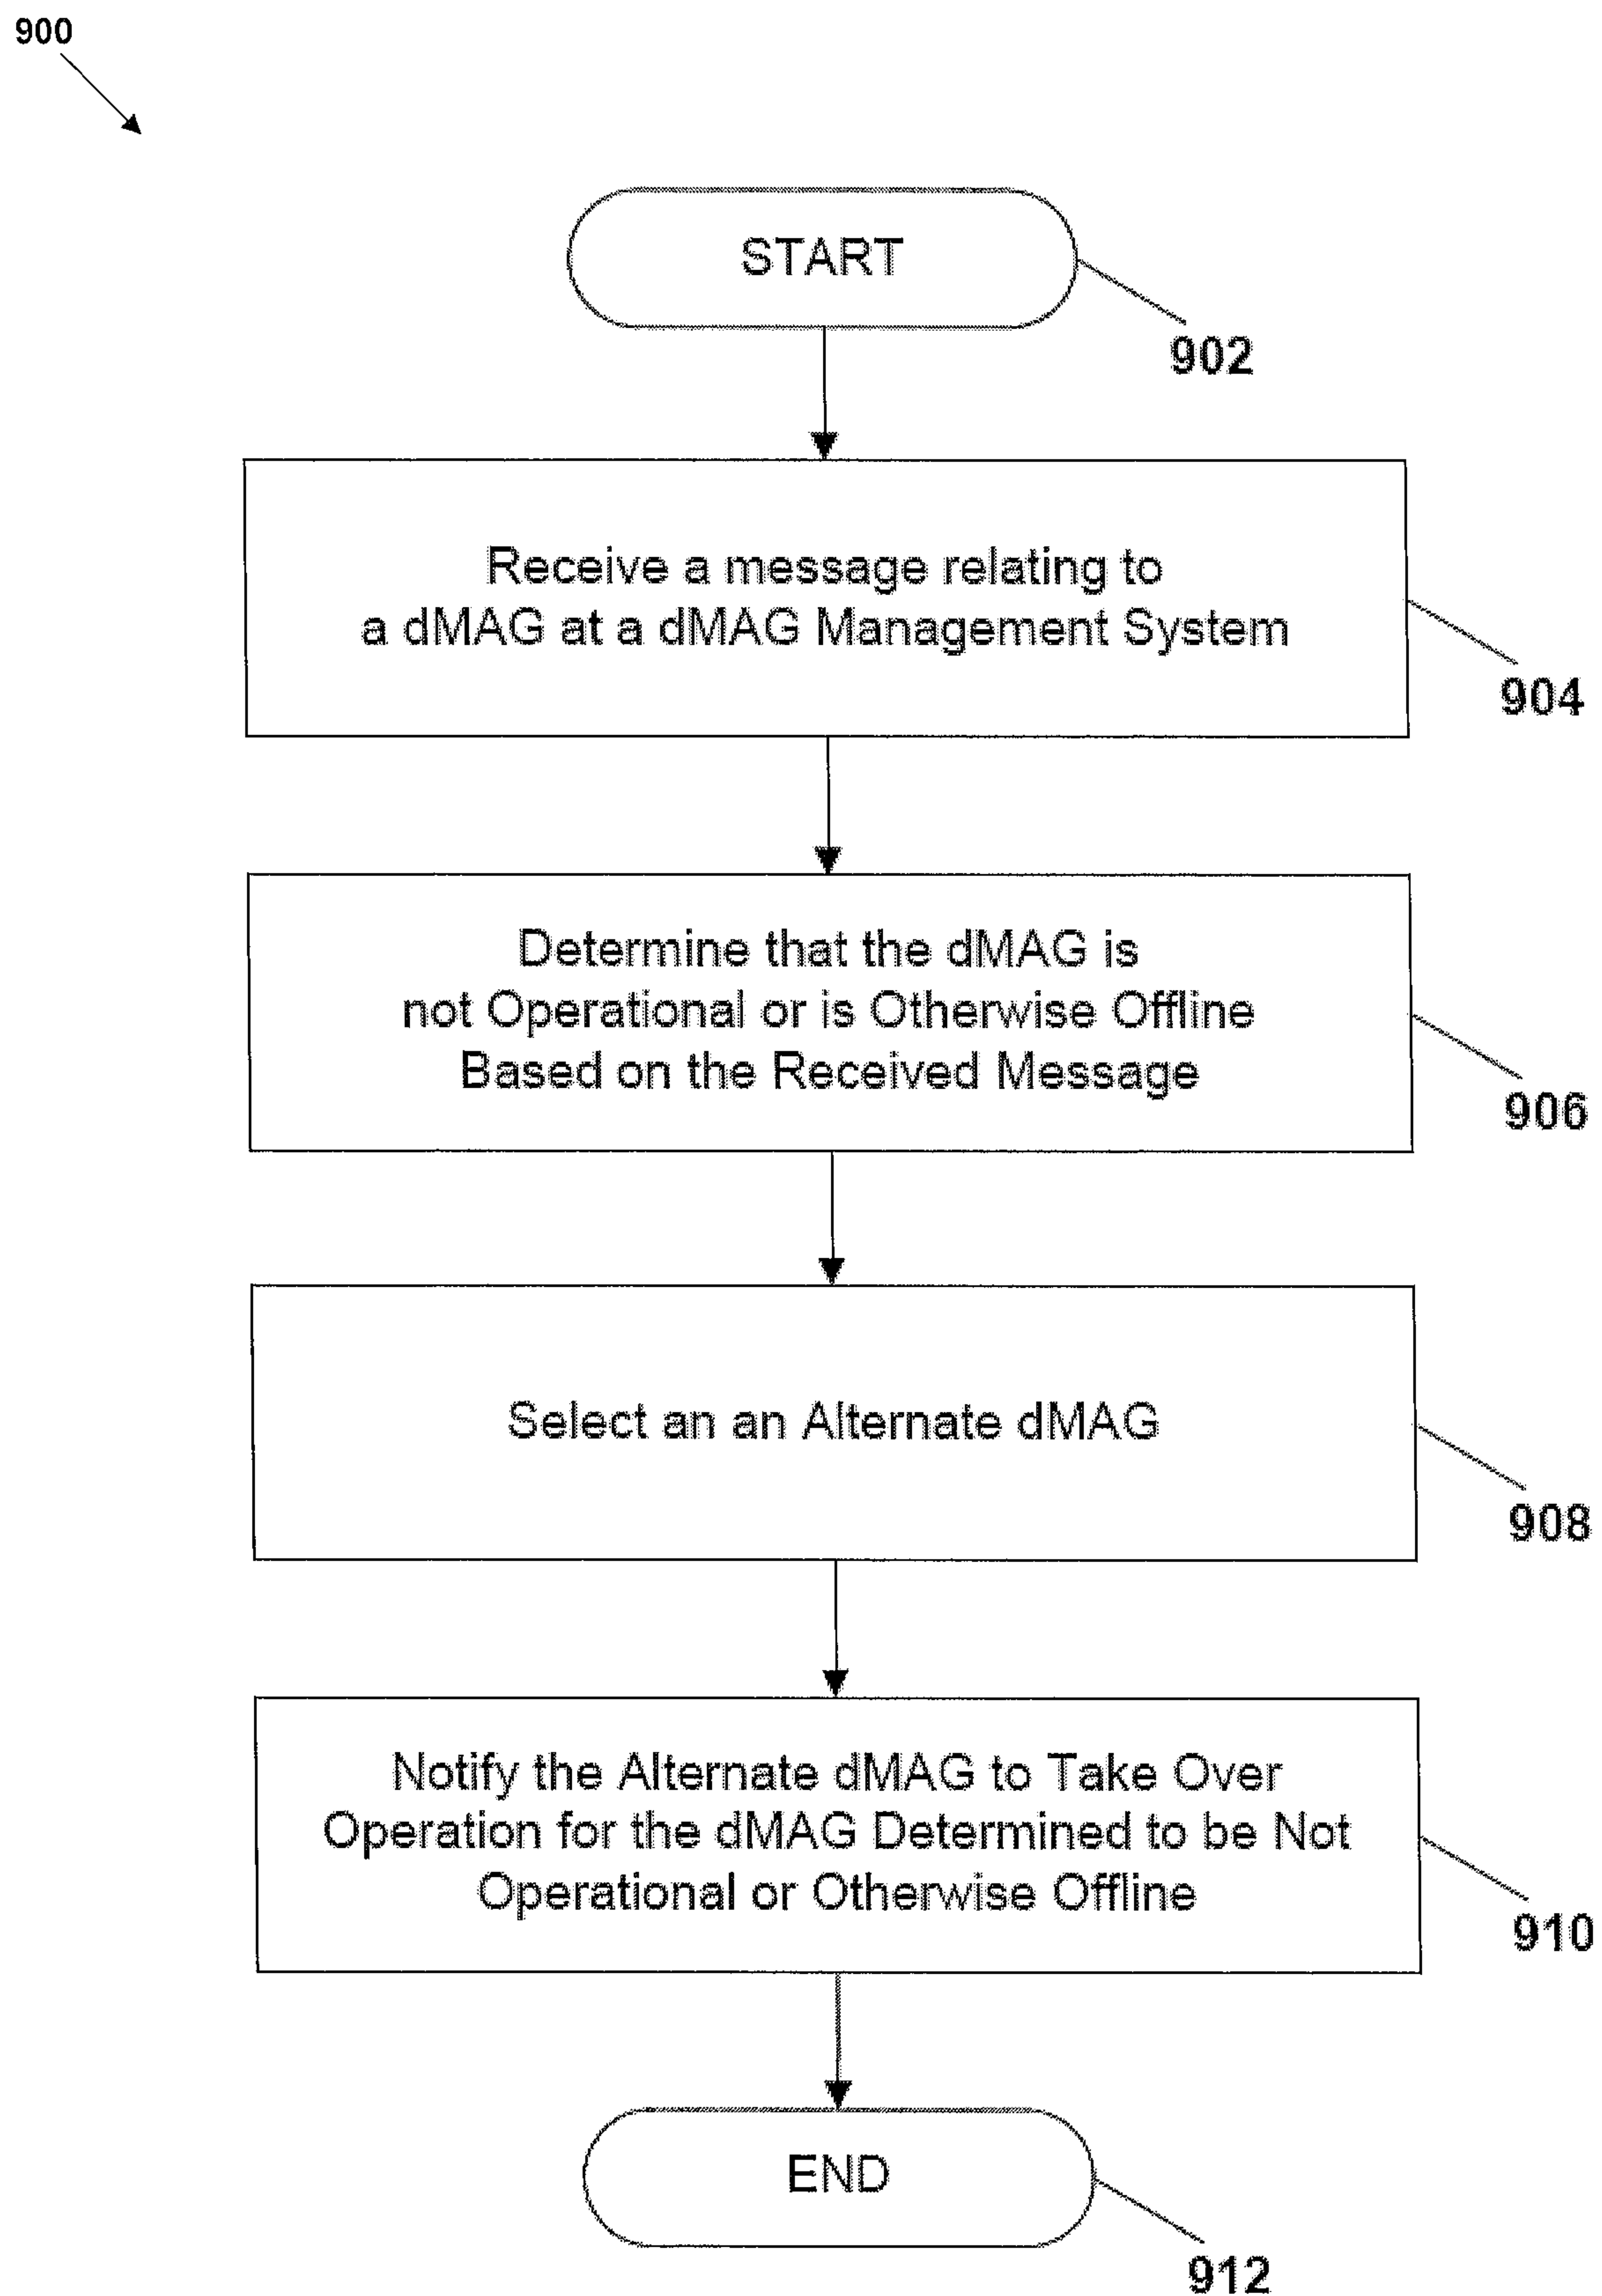 900
START
902
Receive a message relating to
a dMAG at a dMAG Management System
904
Determine that the dMAG is
not Operational or is Otherwise Offline
Based on the Received Message
906
Select an an Alternate dMAG
908
Notify the Alternate dMAG to Take Over
Operation for the dMAG Determined to be Not
Operational or Otherwise Offline
910
END
912